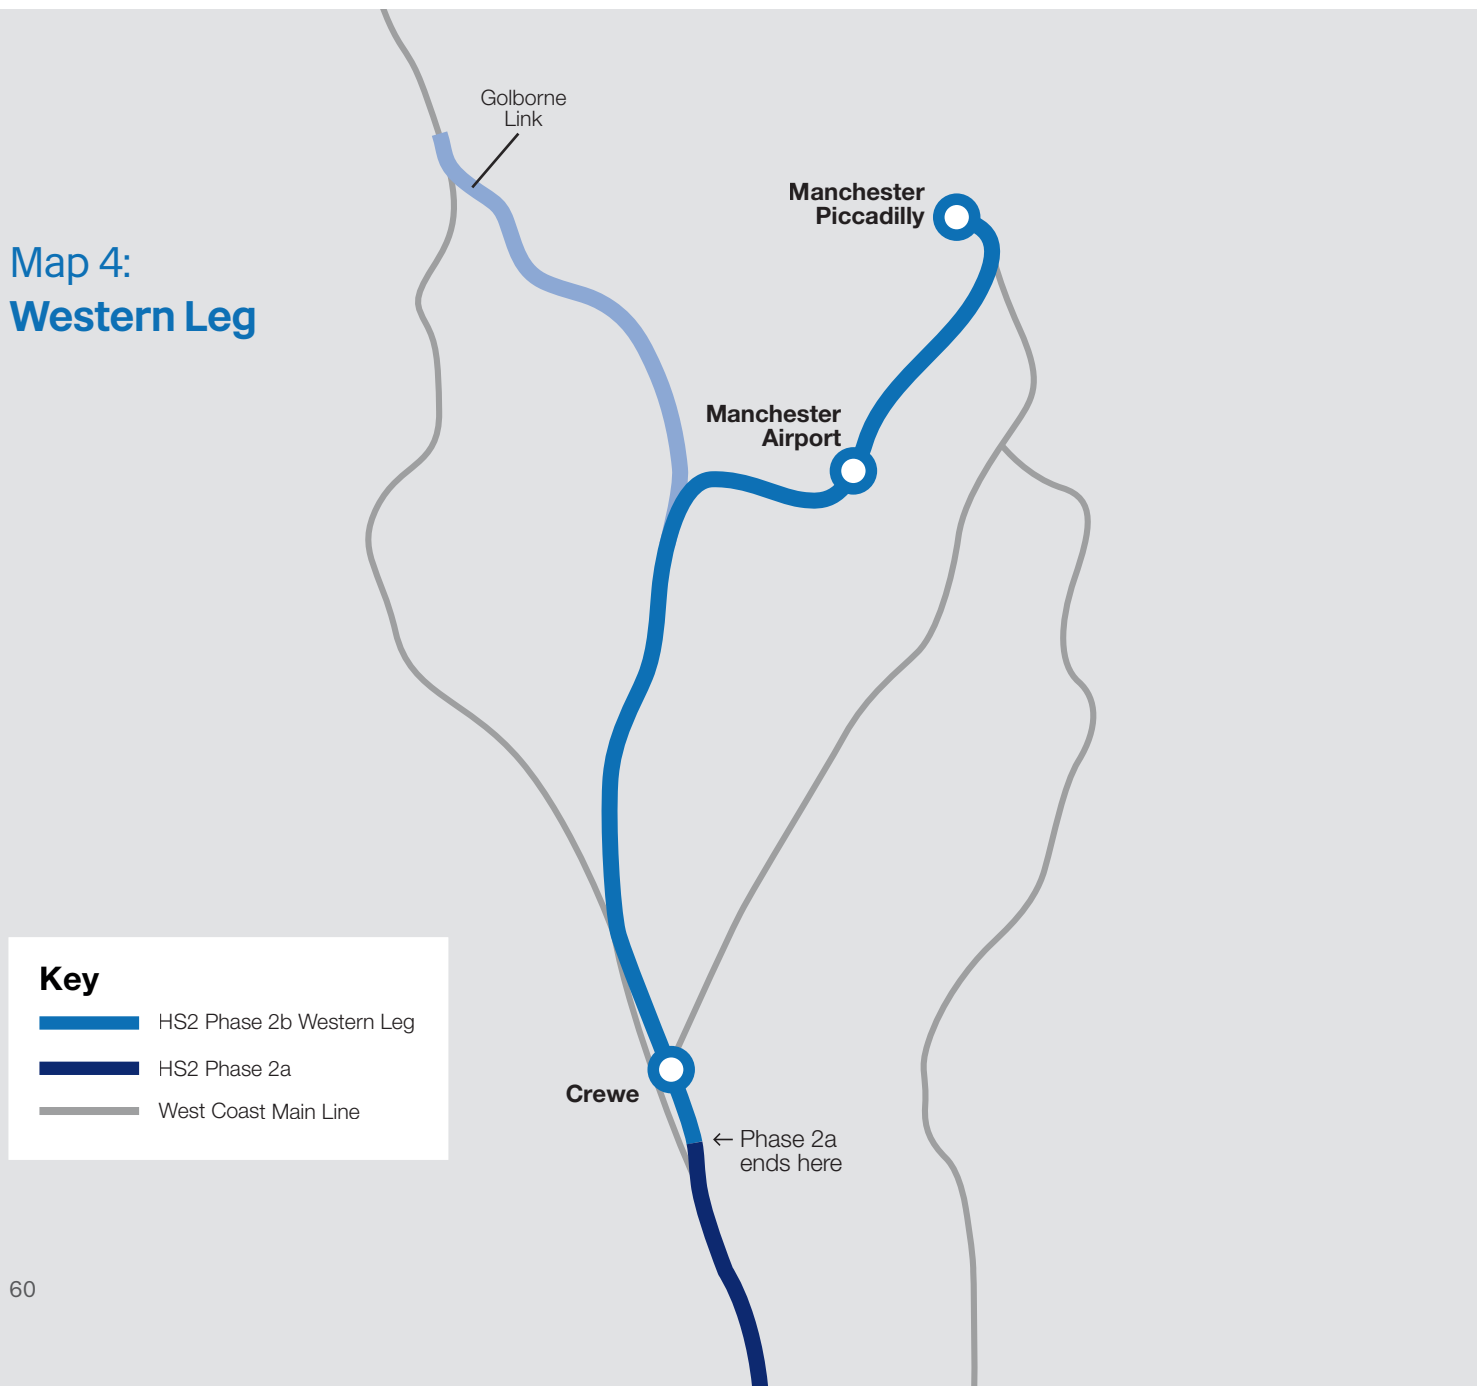 Golborne
Link
Manchester
Piccadilly
Map 4:
Western Leg
Manchester
Airport
Key
HS2 Phase 2b Western Leg
HS2 Phase 2a
West Coast Main Line
Crewe
← Phase 2a
ends here
60